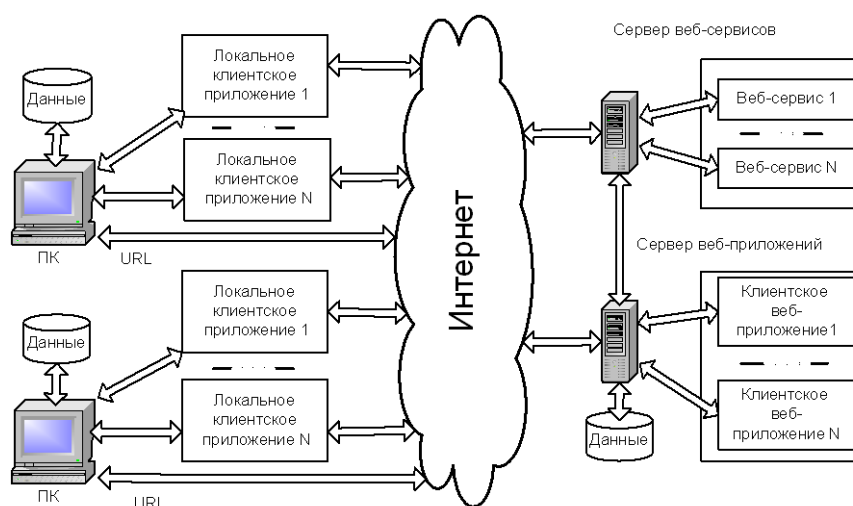 Данные
Локальное
клиентское
приложение 1
Локальное
клиентское
приложение N
ПК
URL
Данные
Локальное
клиентское
приложение 1
Локальное
клиентское
приложение N
ПК
URL
Интернет
Сервер веб-сервисов
Веб-сервис 1
Веб-сервис N
Сервер веб-приложений
Клиентское
веб-
приложение1
Клиентское
веб-
приложение N
Данные